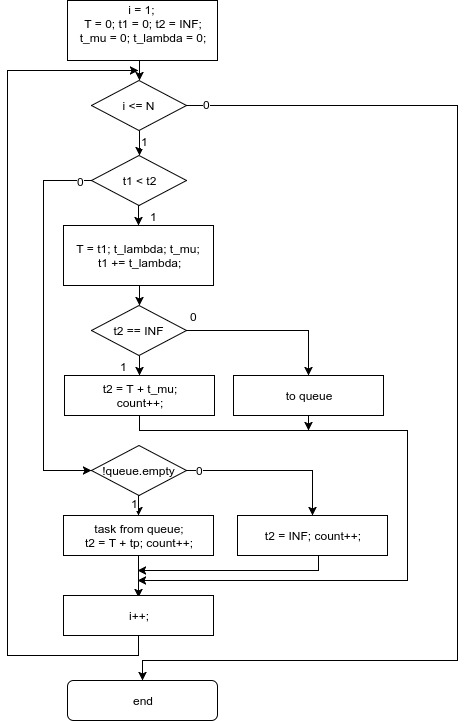 i = 1;
T = 0; t1 = 0; t2 = INF;
t_mu = 0; t_lambda = 0;
i <= N
0
1
t1 < t2
0
1
T = t1; t_lambda; t_mu;
t1 += t_lambda;
t2 == INF
0
1
t2 = T + t_mu;
count++;
to queue
!queue.empty
0
1
task from queue;
t2 = T + tp; count++;
t2 = INF; count++;
i++;
end